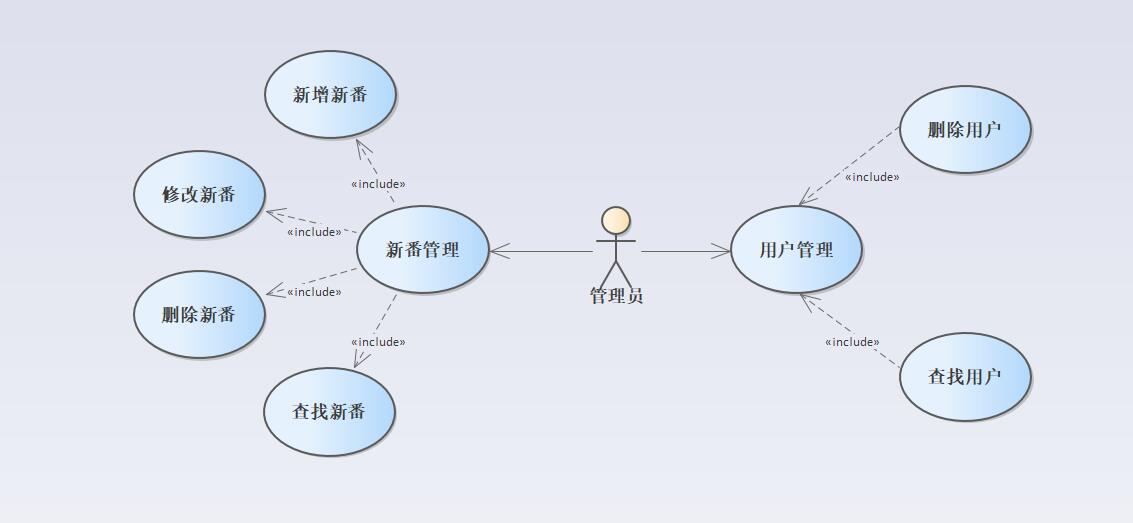 新增新番
«include»
修改新番
«include»
新番管理
删除新番
«include»
查找新番
«include»
管理员
删除用户
«include»
用户管理
«include»
查找用户